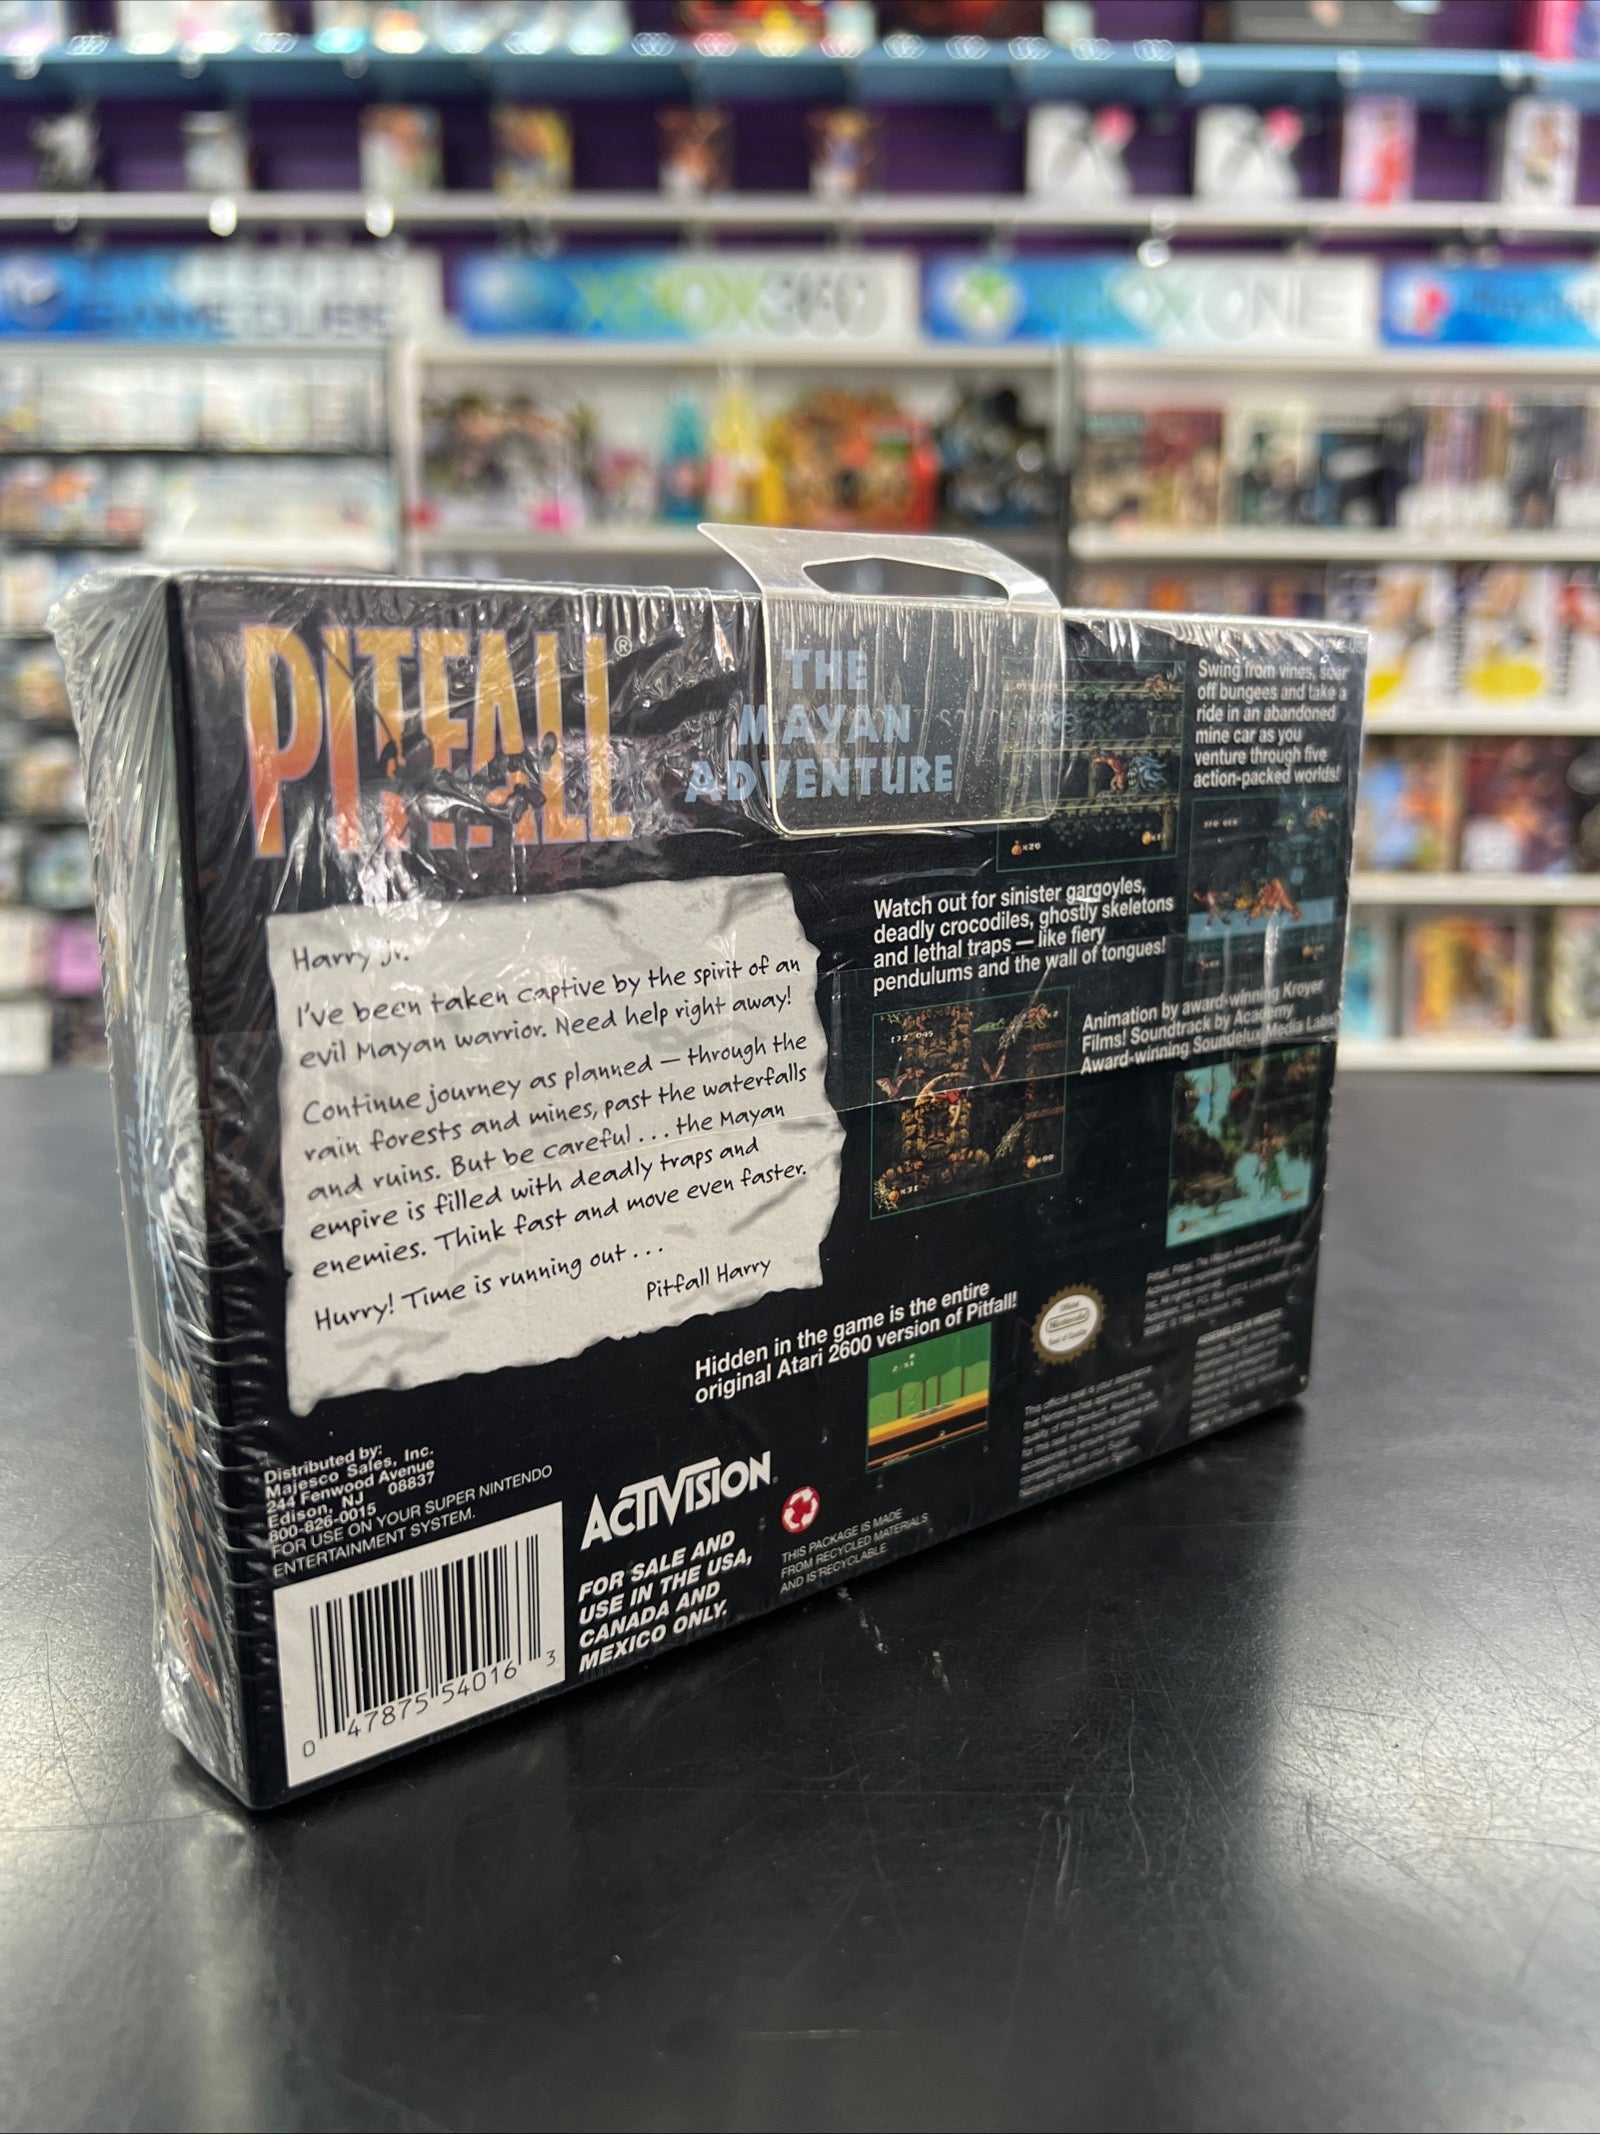 PITFALL®
THE
MAYAN
ADVENTURE
Swing from vines, soar
off bungees and take a
ride in an abandoned
mine car as you
venture through five
action-packed worlds!
Harry Jr.
I've been taken captive by the spirit of an
evil Mayan warrior. Need help right away!
Continue journey as planned — through the
rain forests and mines, past the waterfalls
and ruins. But be careful . . . the Mayan
empire is filled with deadly traps and
enemies. Think fast and move even faster.
Hurry! Time is running out . . .
Pitfall Harry
Watch out for sinister gargoyles,
deadly crocodiles, ghostly skeletons
and lethal traps — like fiery
pendulums and the wall of tongues!
Animation by award-winning Kroyer
Films! Soundtrack by Academy
Award-winning Soundelux Media Labs
Hidden in the game is the entire
original Atari 2600 version of Pitfall!
Distributed by:
Majesco Sales, Inc.
244 Fenwood Avenue
Edison, NJ 08837
800-826-0015
FOR USE ON YOUR SUPER NINTENDO
ENTERTAINMENT SYSTEM.
0 47875 54016 3
ACTIVISION
FOR SALE AND
USE IN THE USA,
CANADA AND
MEXICO ONLY.
THIS PACKAGE IS MADE
FROM RECYCLED MATERIALS
AND IS RECYCLABLE
Nintendo
XBOX 360
XBOX ONE